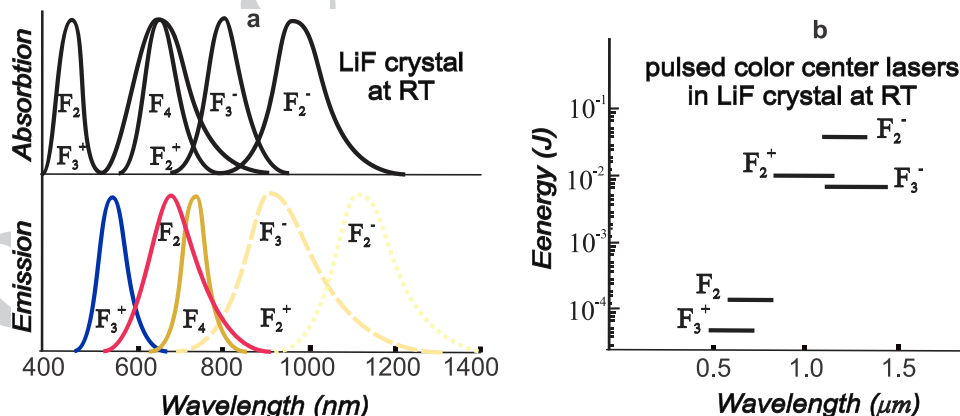 a
LiF crystal
at RT
Absorbtion
F₂
F₃⁺
F₄
F₂⁺
F₃⁻
F₂⁻
Emission
F₃⁺
F₂
F₄
F₃⁻
F₂⁺
F₂⁻
400 600 800 1000 1200 1400
Wavelength (nm)
b
pulsed color center lasers
in LiF crystal at RT
Eenergy (J)
10⁻¹
10⁻²
10⁻³
10⁻⁴
F₂⁻
F₂⁺
F₃⁻
F₂
F₃⁺
0.5 1.0 1.5
Wavelength (μm)